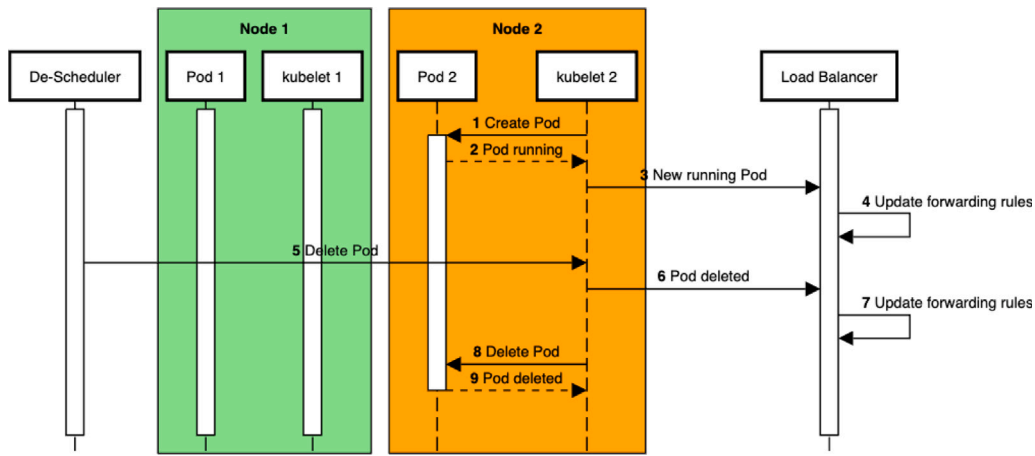 Node 1
Node 2
De-Scheduler
Pod 1
kubelet 1
Pod 2
kubelet 2
Load Balancer
1 Create Pod
2 Pod running
3 New running Pod
4 Update forwarding rules
5 Delete Pod
6 Pod deleted
7 Update forwarding rules
8 Delete Pod
9 Pod deleted